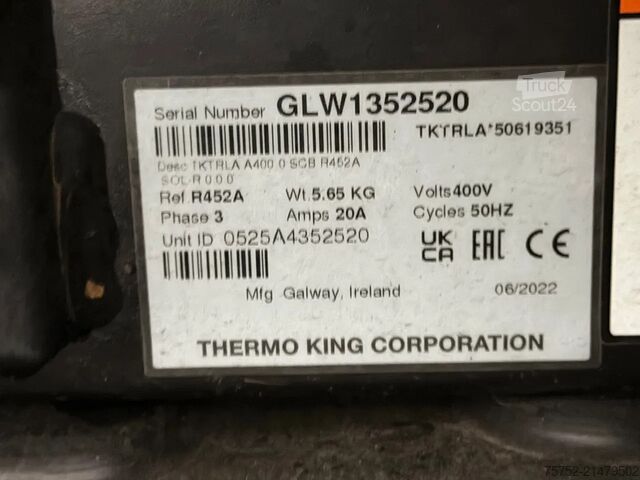 Truck
Scout24
Serial Number GLW1352520
TKTRLA*50619351
Desc TKTRLA A400 0 SCB R452A
SOL-R 0 0 0
Ref. R452A Wt. 5.65 KG Volts 400V
Phase 3 Amps 20A Cycles 50HZ
Unit ID 0525A4352520
UK
CA EAC CE
Mfg Galway, Ireland 06/2022
THERMO KING CORPORATION
75752-21479502